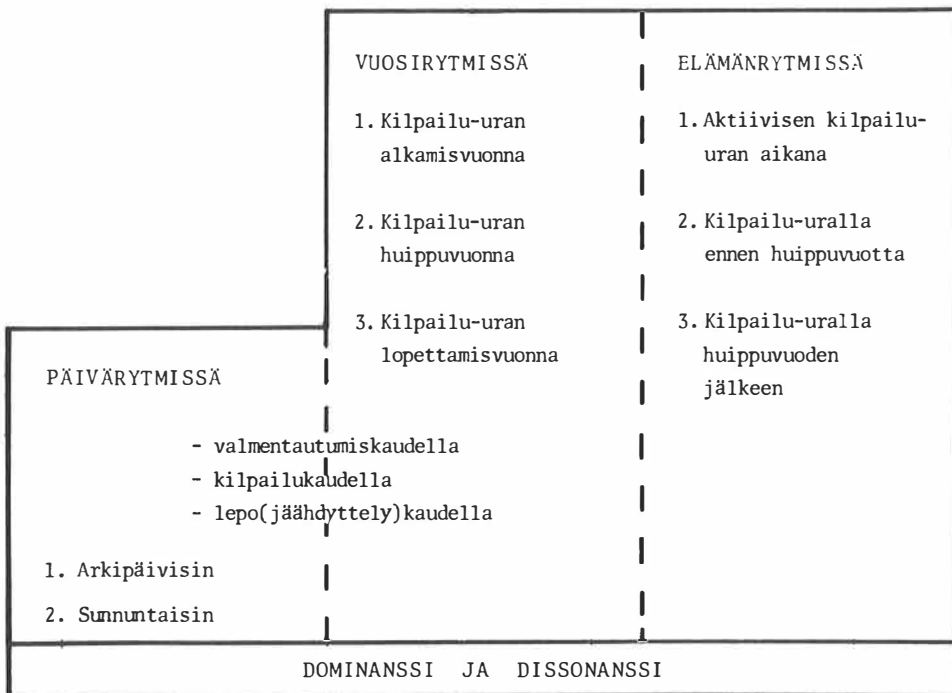 VUOSIRYTMISSÄ
1. Kilpailu-uran
alkamisvuonna
2. Kilpailu-uran
huippuvuonna
3. Kilpailu-uran
lopettamisvuonna
ELÄMÄNRYTMISSÄ
1. Aktiivisen kilpailu-
uran aikana
2. Kilpailu-uralla
ennen huippuvuotta
3. Kilpailu-uralla
huippuvuoden
jälkeen
PÄIVÄRYTMISSÄ
- valmentautumiskaudella
- kilpailukaudella
- lepo(jäähdyttely)kaudella
1. Arkipäivisin
2. Sunnuntaisin
DOMINANSSI JA DISSONANSSI